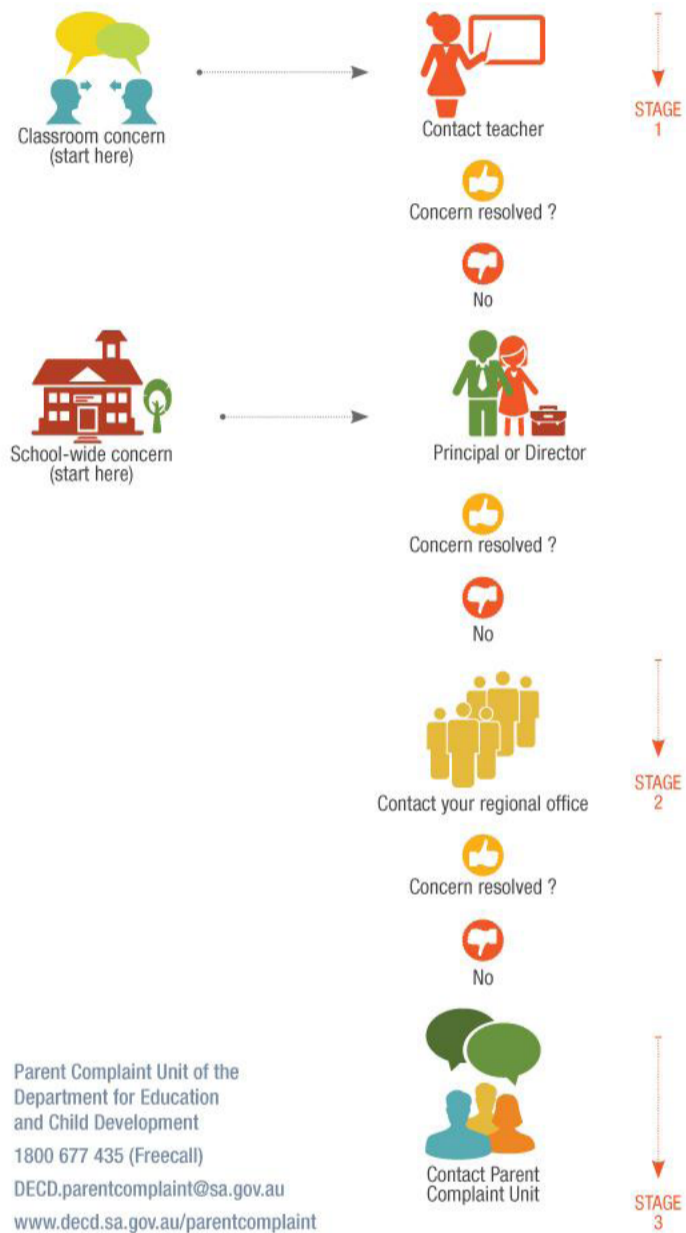 Classroom concern
(start here)
Contact teacher
STAGE
1
Concern resolved ?
No
School-wide concern
(start here)
Principal or Director
Concern resolved ?
No
Contact your regional office
STAGE
2
Concern resolved ?
No
Contact Parent
Complaint Unit
STAGE
3
Parent Complaint Unit of the
Department for Education
and Child Development
1800 677 435 (Freecall)
DECD.parentcomplaint@sa.gov.au
www.decd.sa.gov.au/parentcomplaint